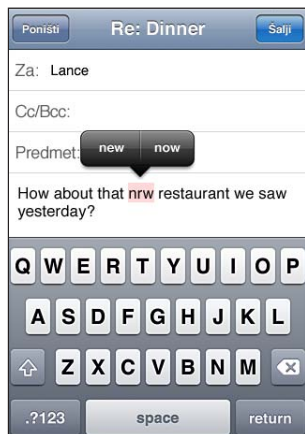 Poništi Re: Dinner Šalji
Za: Lance
Cc/Bcc:
Predmet: new now
How about that nrw restaurant we saw
yesterday?
Q W E R T Y U I O P
A S D F G H J K L
Z X C V B N M
.?123 space return